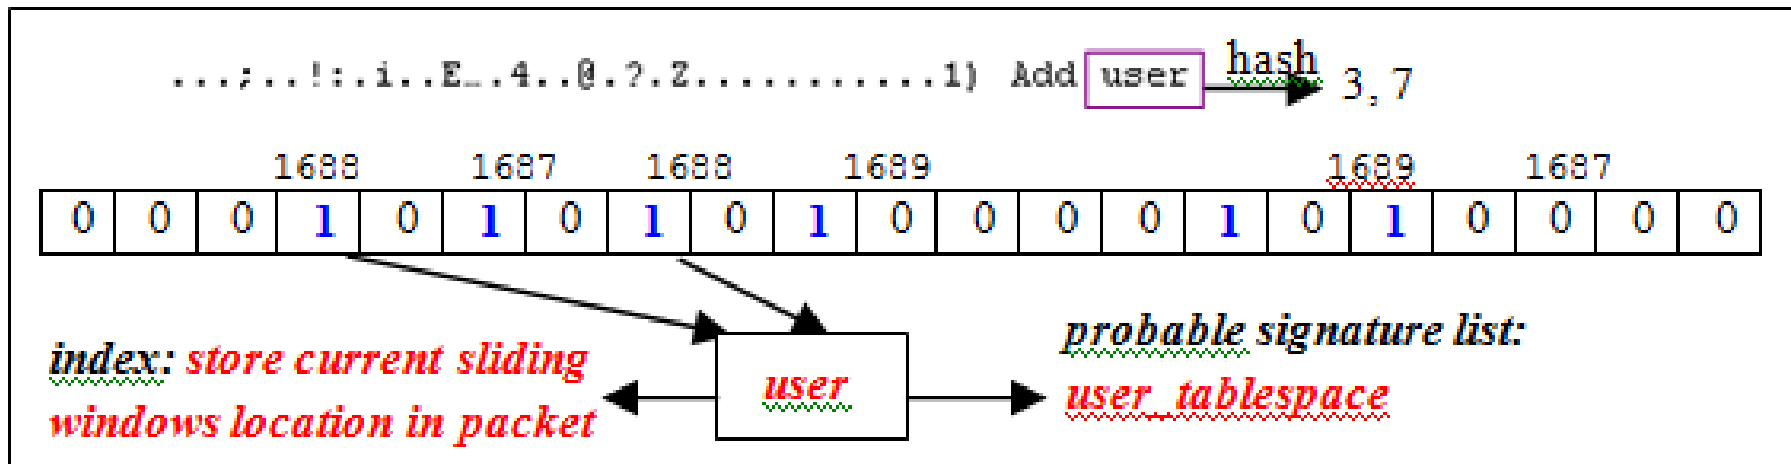 ...;..!:.i..E_.4..@.?.Z...........1) Add user hash 3, 7
1688 1687 1688 1689 1689 1687
0 0 0 1 0 1 0 1 0 1 0 0 0 0 1 0 1 0 0 0 0
index: store current sliding
windows location in packet
user
probable signature list:
user_tablespace